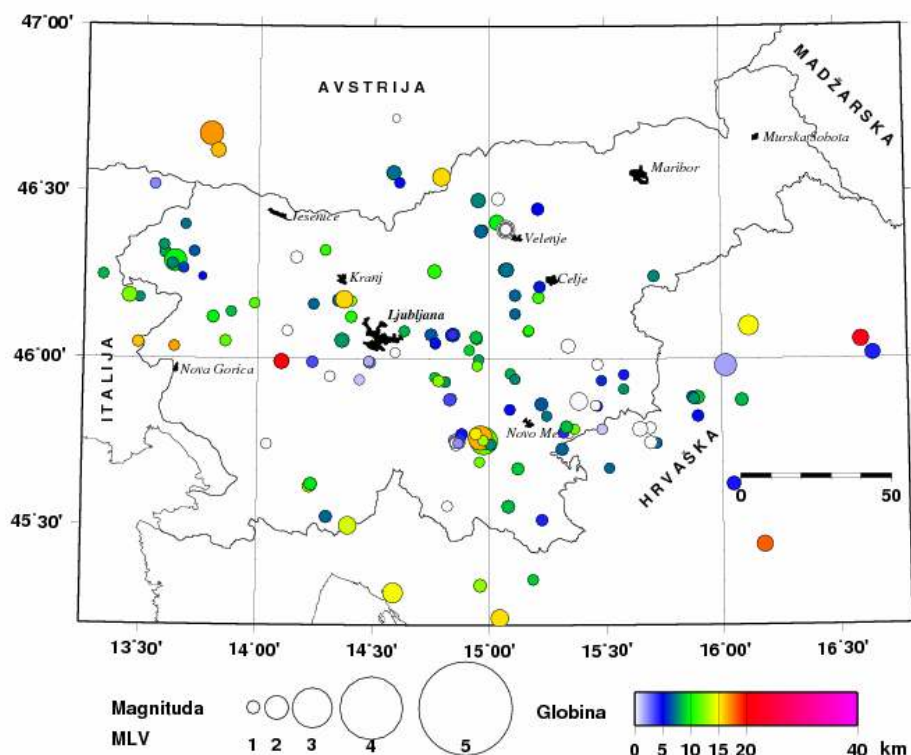 47°00'
AVSTRIJA
MADŽARSKA
Murska Sobota
Maribor
46°30'
Jesenice
Velenje
Kranj
Celje
Ljubljana
46°00'
ITALIJA
Nova Gorica
Novo Me
HRVAŠKA
0 50
45°30'
13°30' 14°00' 14°30' 15°00' 15°30' 16°00' 16°30'
Magnituda
MLV
1 2 3 4 5
Globina
0 5 10 15 20 40 km